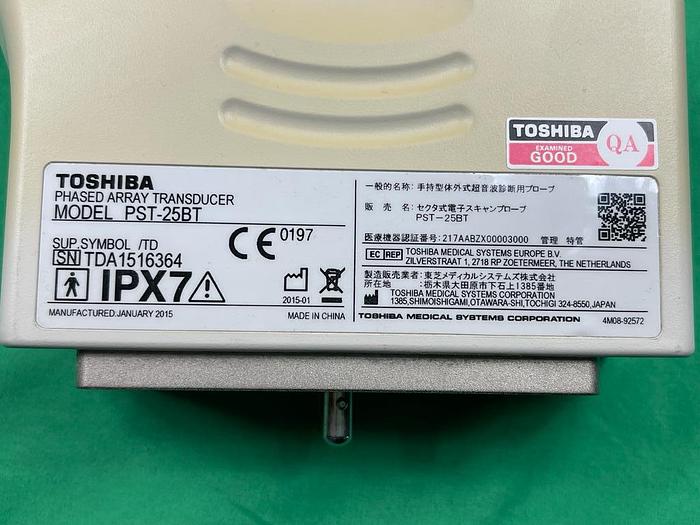 TOSHIBA
EXAMINED
GOOD
QA
TOSHIBA
PHASED ARRAY TRANSDUCER
MODEL PST-25BT
SUP.SYMBOL /TD
SN TDA1516364
CE 0197
IPX7
2015-01
MANUFACTURED:JANUARY 2015
MADE IN CHINA
一般的名称: 手持型体外式超音波診断用プローブ
販 売 名: セクタ式電子スキャンプローブ
PST-25BT
医療機器認証番号: 217AABZX00003000 管理 特管
EC REP TOSHIBA MEDICAL SYSTEMS EUROPE B.V.
ZILVERSTRAAT 1, 2718 RP ZOETERMEER, THE NETHERLANDS
製造販売業者: 東芝メディカルシステムズ株式会社
所在地 :栃木県大田原市下石上1385番地
TOSHIBA MEDICAL SYSTEMS CORPORATION
1385,SHIMOISHIGAMI,OTAWARA-SHI,TOCHIGI 324-8550,JAPAN
TOSHIBA MEDICAL SYSTEMS CORPORATION
4M08-92572